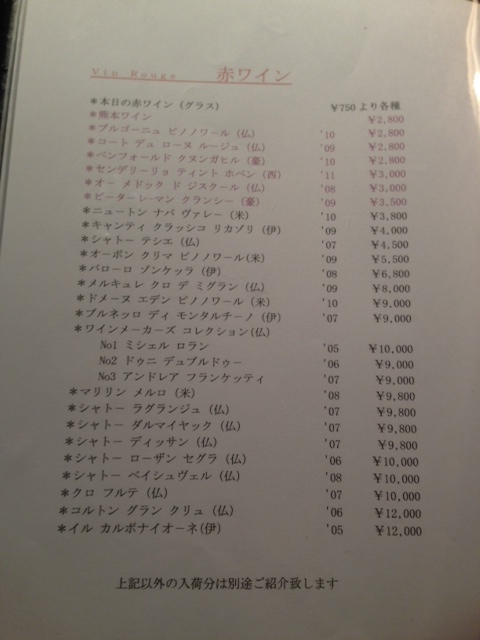 Vin Rouge 赤ワイン
＊本日の赤ワイン (グラス) ￥750より各種
＊熊本ワイン ￥2,800
＊ブルゴーニュ ピノノワール(仏) '10 ￥2,800
＊コート デュ ローヌ ルージュ(仏) '09 ￥2,800
＊ペンフォールド クヌンガヒル(豪) '10 ￥2,800
＊センデリーリョ ティント ホベン(西) '11 ￥3,000
＊オー メドック ド ジスクール(仏) '08 ￥3,000
＊ピーターレーマン クランシー(豪) '09 ￥3,500
＊ニュートン ナパ ヴァレー(米) '10 ￥3,800
＊キャンティ クラッシコ リカゾリ(伊) '09 ￥4,000
＊シャトー テシエ(仏) '07 ￥4,500
＊オーボン クリマ ピノノワール(米) '09 ￥5,500
＊バローロ ゾンケッラ(伊) '08 ￥6,800
＊メルキュレ クロ デ ミグラン(仏) '09 ￥8,000
＊ドメーヌ エデン ピノノワール(米) '10 ￥9,000
＊ブルネッロ ディ モンタルチーノ(伊) '07 ￥9,000
＊ワインメーカーズ コレクション(仏)
No1 ミシェル ロラン '05 ￥10,000
No2 ドゥニ デュブルドゥー '06 ￥9,000
No3 アンドレア フランケッティ '07 ￥9,000
＊マリリン メルロ(米) '08 ￥9,800
＊シャトー ラグランジュ(仏) '07 ￥9,800
＊シャトー ダルマイヤック(仏) '07 ￥9,800
＊シャトー ディッサン(仏) '07 ￥9,800
＊シャトー ローザン セグラ(仏) '06 ￥10,000
＊シャトー ベイシュヴェル(仏) '08 ￥10,000
＊クロ フルテ(仏) '07 ￥10,000
＊コルトン グラン クリュ(仏) '06 ￥12,000
＊イル カルボナイオーネ(伊) '05 ￥12,000
上記以外の入荷分は別途ご紹介致します